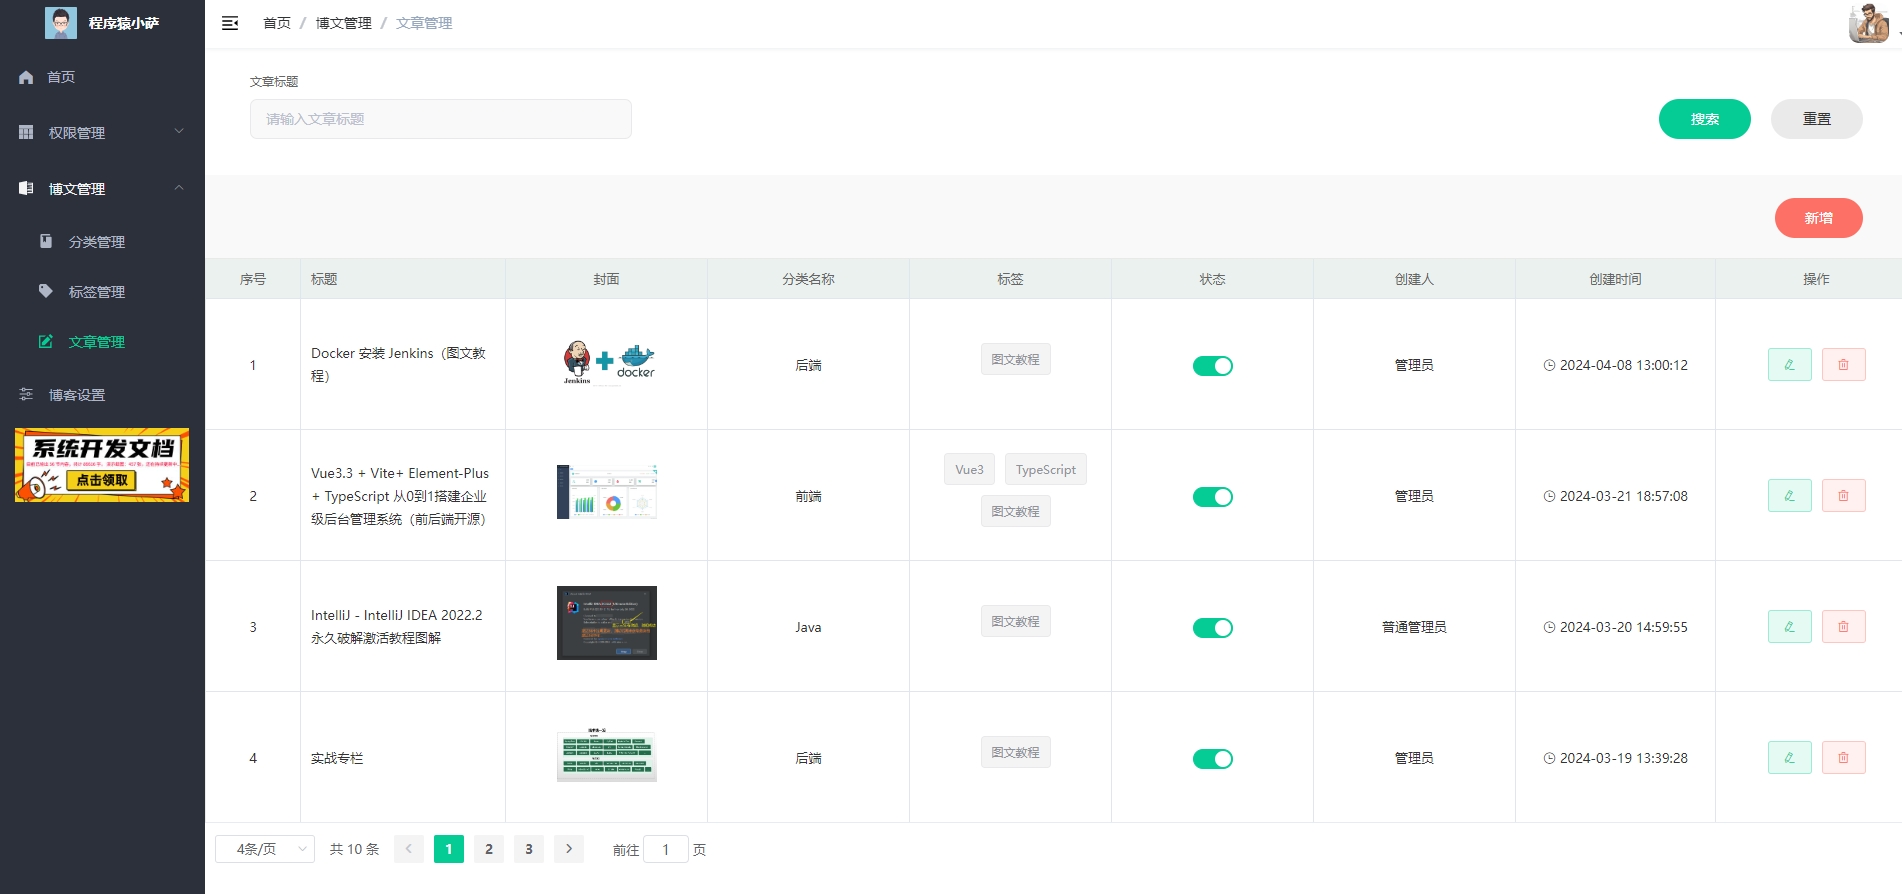 程序猿小萨
首页 / 博文管理 / 文章管理
首页
权限管理
博文管理
分类管理
标签管理
文章管理
博客设置
系统开发文档
点击领取
文章标题
请输入文章标题
搜索 重置
新增
序号 标题 封面 分类名称 标签 状态 创建人 创建时间 操作
1 Docker 安装 Jenkins（图文教
程） Jenkins docker 后端 图文教程 管理员 2024-04-08 13:00:12
2 Vue3.3 + Vite+ Element-Plus
+ TypeScript 从0到1搭建企业
级后台管理系统（前后端开源） 前端 Vue3 TypeScript
图文教程 管理员 2024-03-21 18:57:08
3 IntelliJ - IntelliJ IDEA 2022.2
永久破解激活教程图解 Java 图文教程 普通管理员 2024-03-20 14:59:55
4 实战专栏 后端 图文教程 管理员 2024-03-19 13:39:28
4条/页 共 10 条 1 2 3 前往 1 页